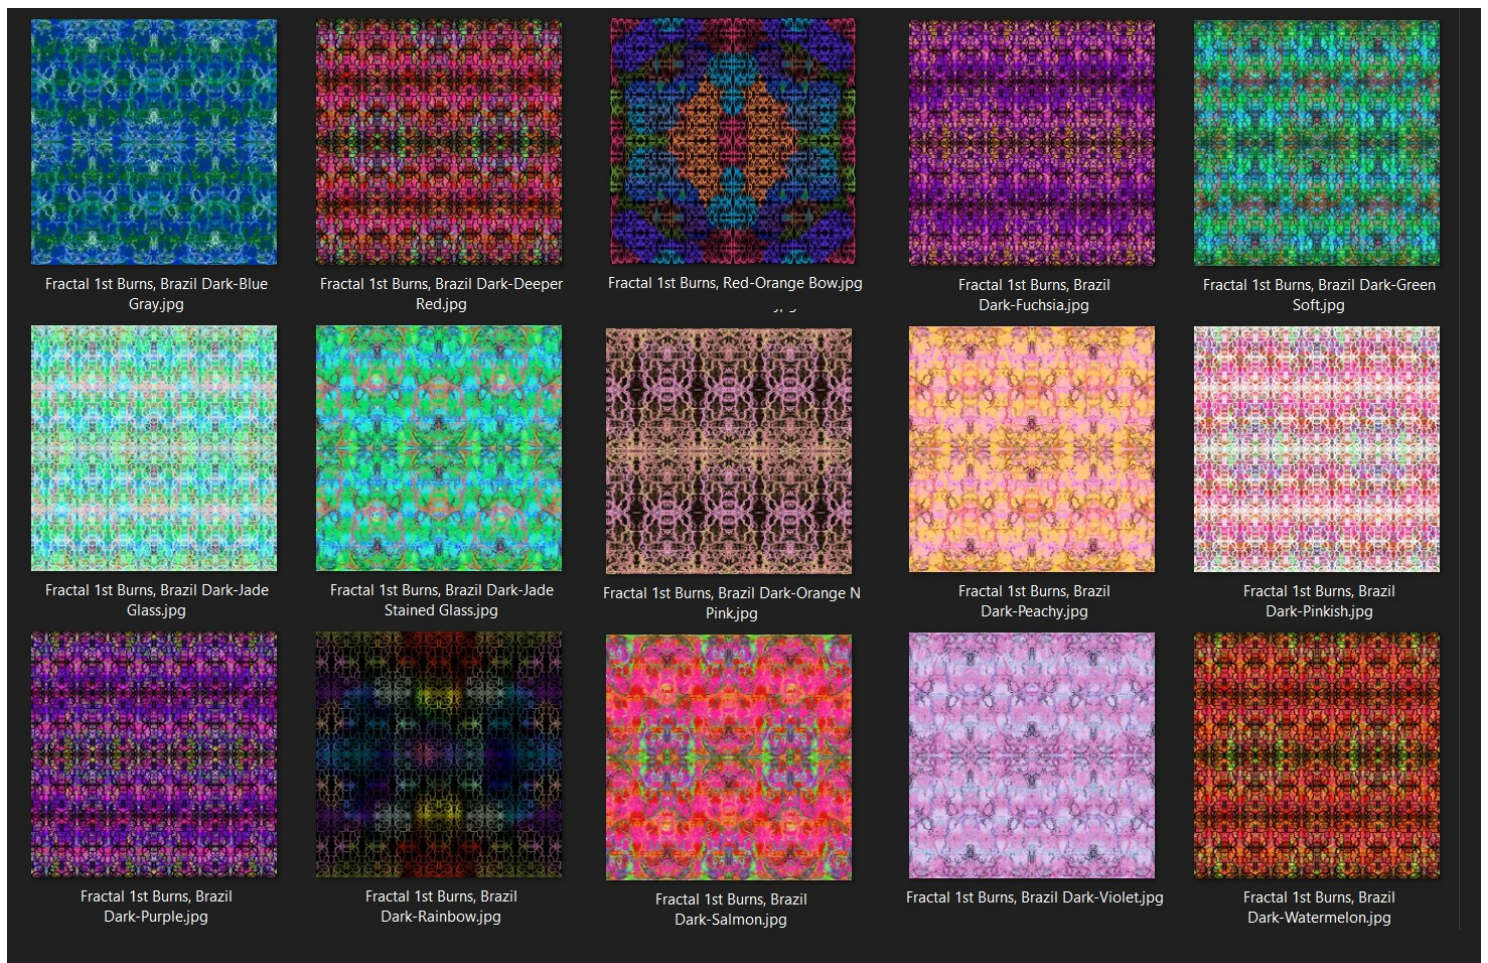 Fractal 1st Burns, Brazil Dark-Blue
Gray.jpg
Fractal 1st Burns, Brazil Dark-Deeper
Red.jpg
Fractal 1st Burns, Red-Orange Bow.jpg
Fractal 1st Burns, Brazil
Dark-Fuchsia.jpg
Fractal 1st Burns, Brazil Dark-Green
Soft.jpg
Fractal 1st Burns, Brazil Dark-Jade
Glass.jpg
Fractal 1st Burns, Brazil Dark-Jade
Stained Glass.jpg
Fractal 1st Burns, Brazil Dark-Orange N
Pink.jpg
Fractal 1st Burns, Brazil
Dark-Peachy.jpg
Fractal 1st Burns, Brazil
Dark-Pinkish.jpg
Fractal 1st Burns, Brazil
Dark-Purple.jpg
Fractal 1st Burns, Brazil
Dark-Rainbow.jpg
Fractal 1st Burns, Brazil
Dark-Salmon.jpg
Fractal 1st Burns, Brazil Dark-Violet.jpg
Fractal 1st Burns, Brazil
Dark-Watermelon.jpg